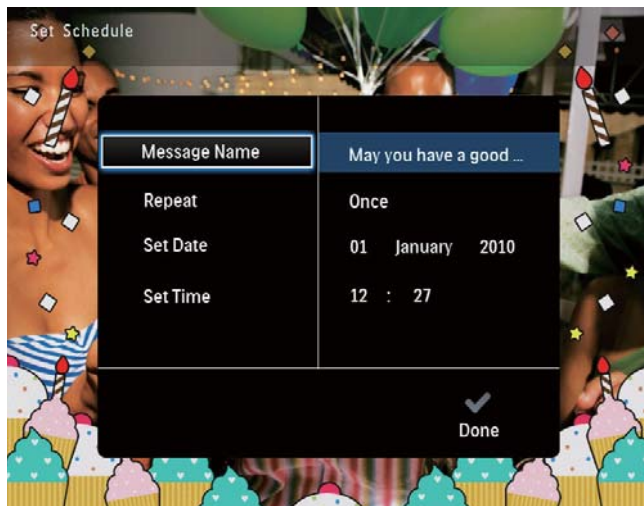 Set Schedule
Message Name May you have a good ...
Repeat Once
Set Date 01 January 2010
Set Time 12 : 27
Done